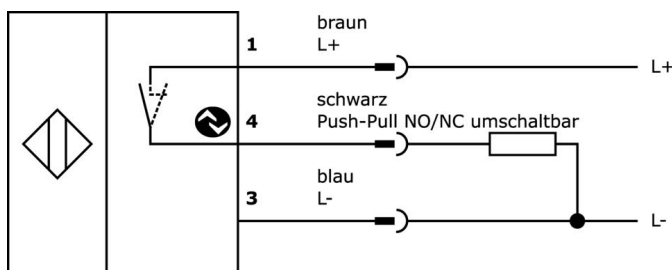 braun
1 L+
L+
schwarz
4 Push-Pull NO/NC umschaltbar
blau
3 L-
L-